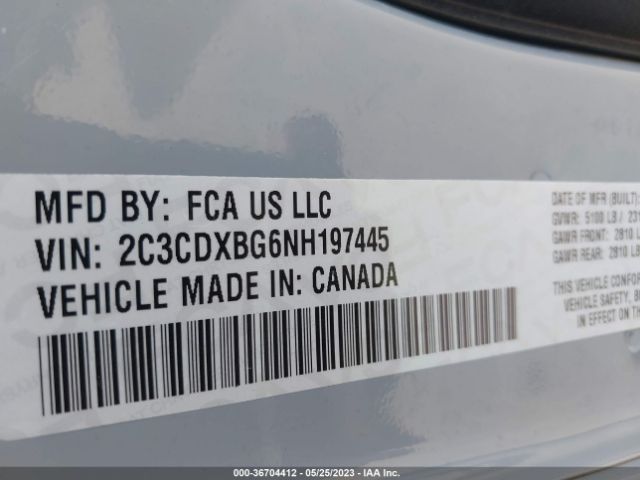 MFD BY: FCA US LLC
VIN: 2C3CDXBG6NH197445
VEHICLE MADE IN: CANADA
DATE OF MFR (BUILT):
GVWR: 5100 LB / 231
GAWR FRONT: 2810
GAWR REAR: 2810
THIS VEHICLE CONFOR
VEHICLE SAFETY,
IN EFFECT ON TH
000-36704412 - 05/25/2023 - IAA Inc.